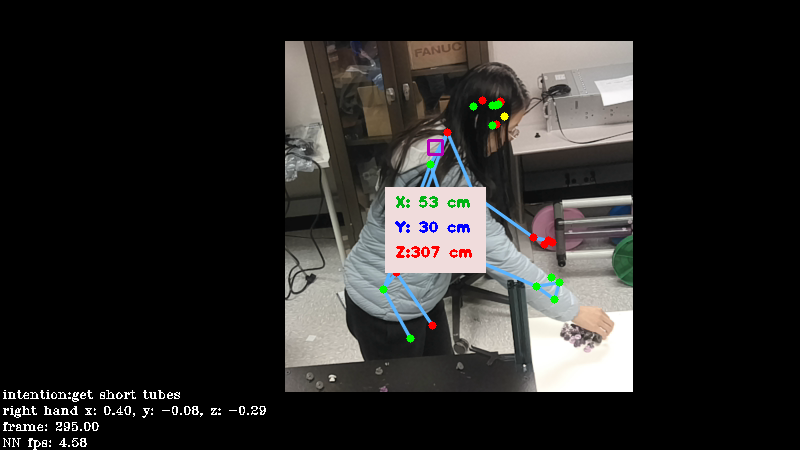 FANUC
X: 53 cm
Y: 30 cm
Z:307 cm
intention:get short tubes
right hand x: 0.40, y: -0.08, z: -0.29
frame: 295.00
NN fps: 4.58